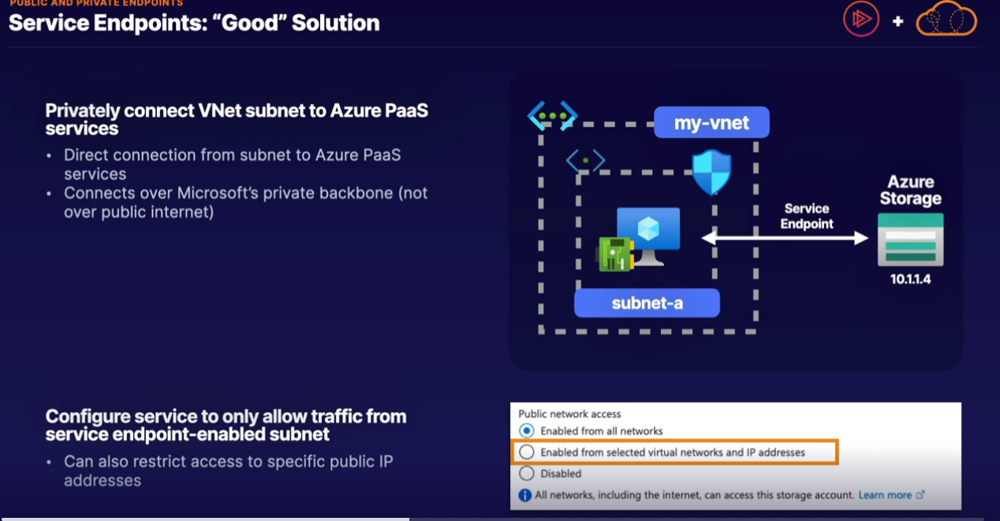 PUBLIC AND PRIVATE ENDPOINTS
Service Endpoints: “Good” Solution
+
Privately connect VNet subnet to Azure PaaS
services
• Direct connection from subnet to Azure PaaS
services
• Connects over Microsoft’s private backbone (not
over public internet)
my-vnet
Azure
Storage
Service
Endpoint
10.1.1.4
subnet-a
Configure service to only allow traffic from
service endpoint-enabled subnet
• Can also restrict access to specific public IP
addresses
Public network access
Enabled from all networks
Enabled from selected virtual networks and IP addresses
Disabled
All networks, including the internet, can access this storage account. Learn more